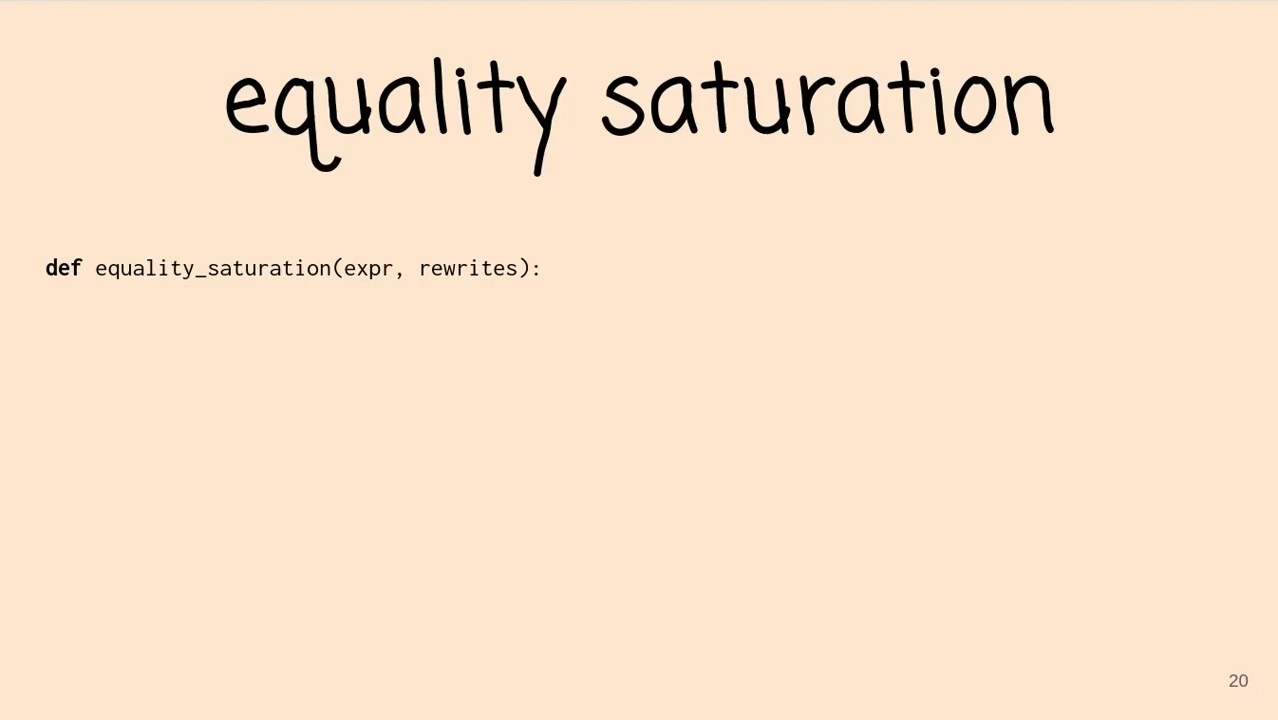 equality saturation
def equality_saturation(expr, rewrites):
20